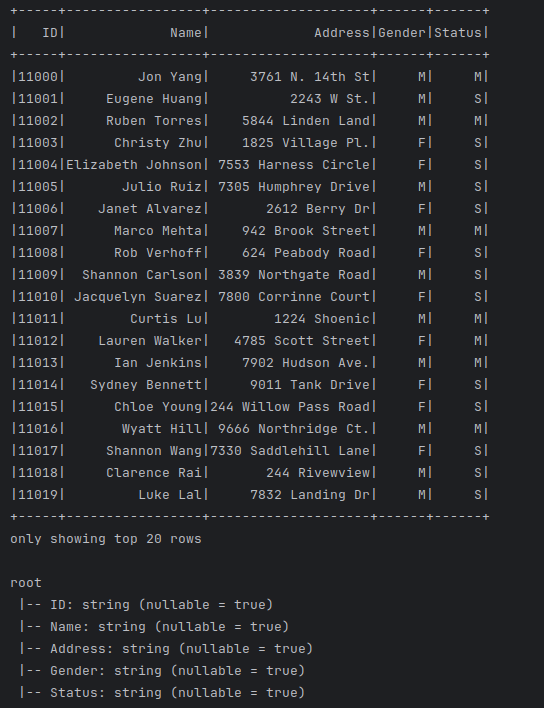 +-----+-----------------+-------------------+------+------+
|   ID|             Name|            Address|Gender|Status|
+-----+-----------------+-------------------+------+------+
|11000|         Jon Yang|    3761 N. 14th St|     M|     M|
|11001|     Eugene Huang|         2243 W St.|     M|     S|
|11002|     Ruben Torres|   5844 Linden Land|     M|     M|
|11003|      Christy Zhu|   1825 Village Pl.|     F|     S|
|11004|Elizabeth Johnson|7553 Harness Circle|     F|     S|
|11005|       Julio Ruiz|7305 Humphrey Drive|     M|     S|
|11006|    Janet Alvarez|      2612 Berry Dr|     F|     S|
|11007|      Marco Mehta|   942 Brook Street|     M|     M|
|11008|      Rob Verhoff|   624 Peabody Road|     F|     S|
|11009|  Shannon Carlson|3839 Northgate Road|     M|     S|
|11010| Jacquelyn Suarez|7800 Corrinne Court|     F|     S|
|11011|        Curtis Lu|       1224 Shoenic|     M|     M|
|11012|    Lauren Walker|  4785 Scott Street|     F|     M|
|11013|      Ian Jenkins|   7902 Hudson Ave.|     M|     M|
|11014|   Sydney Bennett|    9011 Tank Drive|     F|     S|
|11015|      Chloe Young|244 Willow Pass Road|     F|     S|
|11016|       Wyatt Hill|9666 Northridge Ct.|     M|     M|
|11017|     Shannon Wang|7330 Saddlehill Lane|     F|     S|
|11018|     Clarence Rai|      244 Rivewview|     M|     S|
|11019|         Luke Lal|    7832 Landing Dr|     M|     S|
+-----+-----------------+-------------------+------+------+
only showing top 20 rows
root
|-- ID: string (nullable = true)
|-- Name: string (nullable = true)
|-- Address: string (nullable = true)
|-- Gender: string (nullable = true)
|-- Status: string (nullable = true)